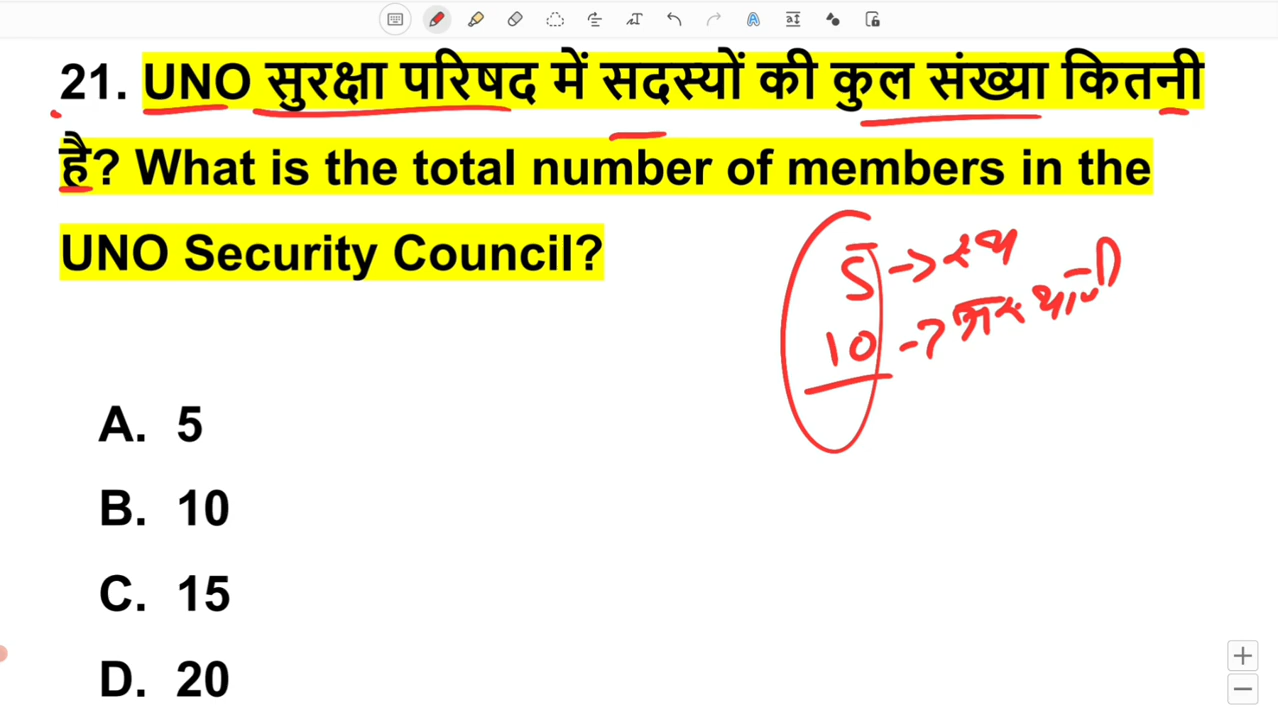 21. UNO सुरक्षा परिषद में सदस्यों की कुल संख्या कितनी
है? What is the total number of members in the
UNO Security Council?
5 →
10 →
A. 5
B. 10
C. 15
D. 20